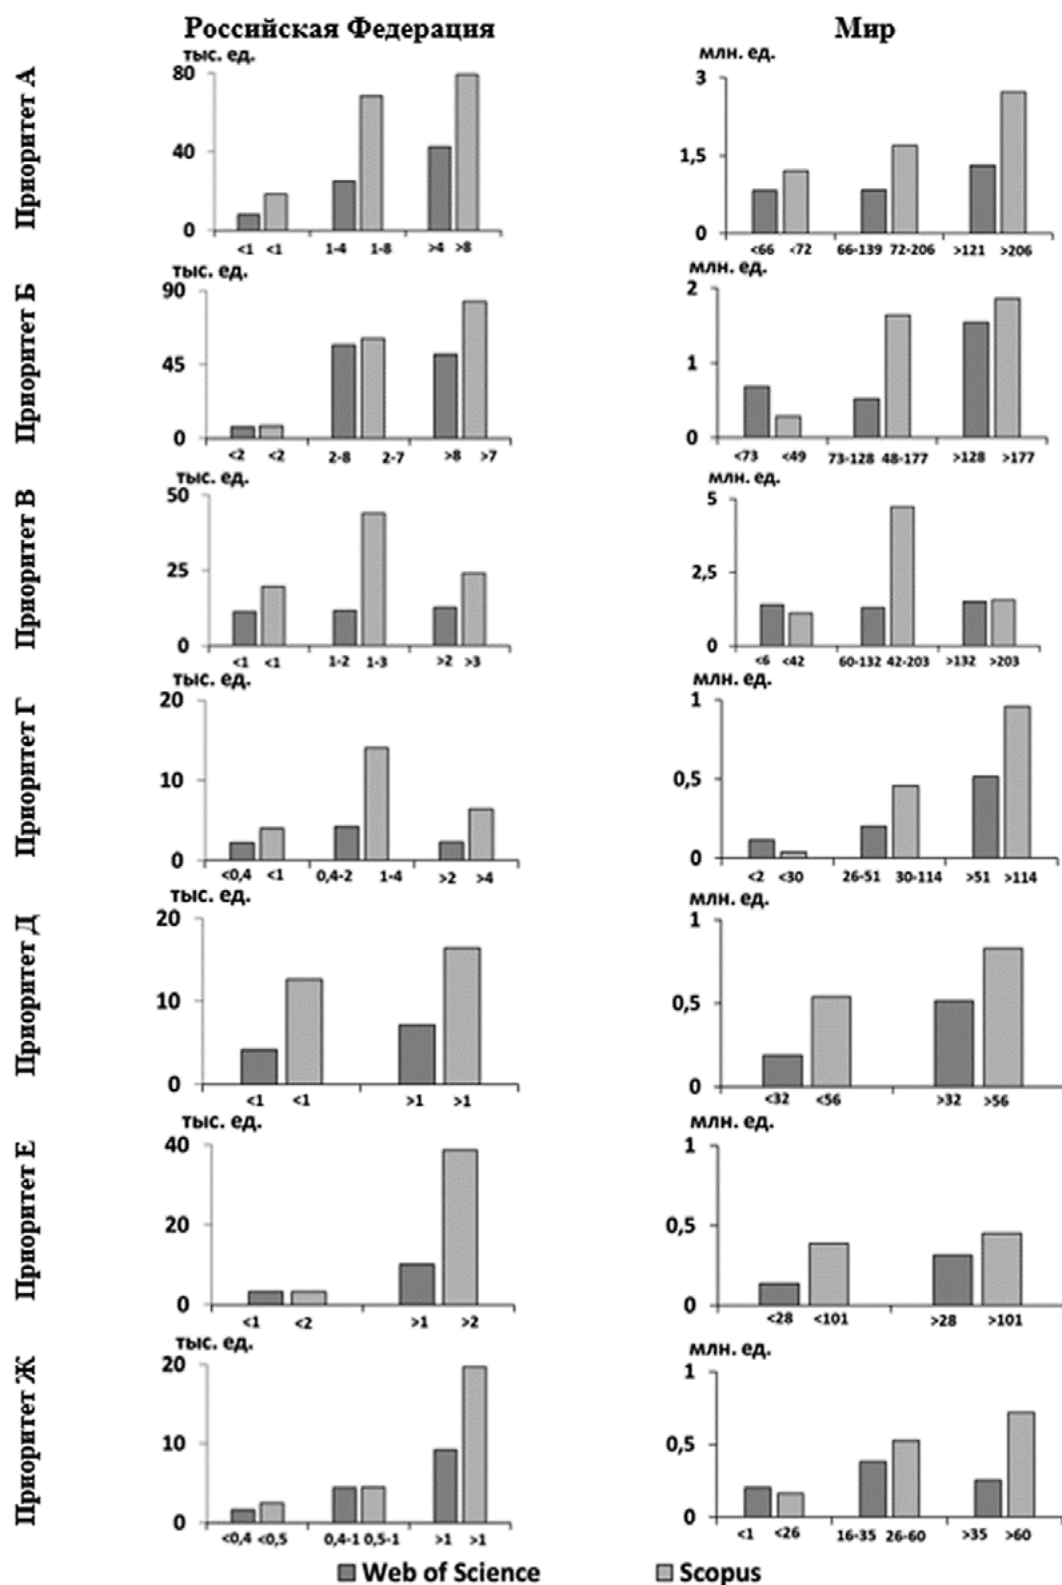 Российская Федерация
Мир
Приоритет А
тыс. ед.
80
40
0
<1 <1 1-4 1-8 >4 >8
млн. ед.
3
1,5
0
<66 <72 66-139 72-206 >121 >206
Приоритет Б
тыс. ед.
90
45
0
<2 <2 2-8 2-7 >8 >7
млн. ед.
2
1
0
<73 <49 73-128 48-177 >128 >177
Приоритет В
тыс. ед.
50
25
0
<1 <1 1-2 1-3 >2 >3
млн. ед.
5
2,5
0
<6 <42 60-132 42-203 >132 >203
Приоритет Г
тыс. ед.
20
10
0
<0,4 <1 0,4-2 1-4 >2 >4
млн. ед.
1
0,5
0
<2 <30 26-51 30-114 >51 >114
Приоритет Д
тыс. ед.
20
10
0
<1 <1 >1 >1
млн. ед.
1
0,5
0
<32 <56 >32 >56
Приоритет Е
тыс. ед.
40
20
0
<1 <2 >1 >2
млн. ед.
1
0,5
0
<28 <101 >28 >101
Приоритет Ж
тыс. ед.
20
10
0
<0,4 <0,5 0,4-1 0,5-1 >1 >1
млн. ед.
1
0,5
0
<1 <26 16-35 26-60 >35 >60
Web of Science
Scopus